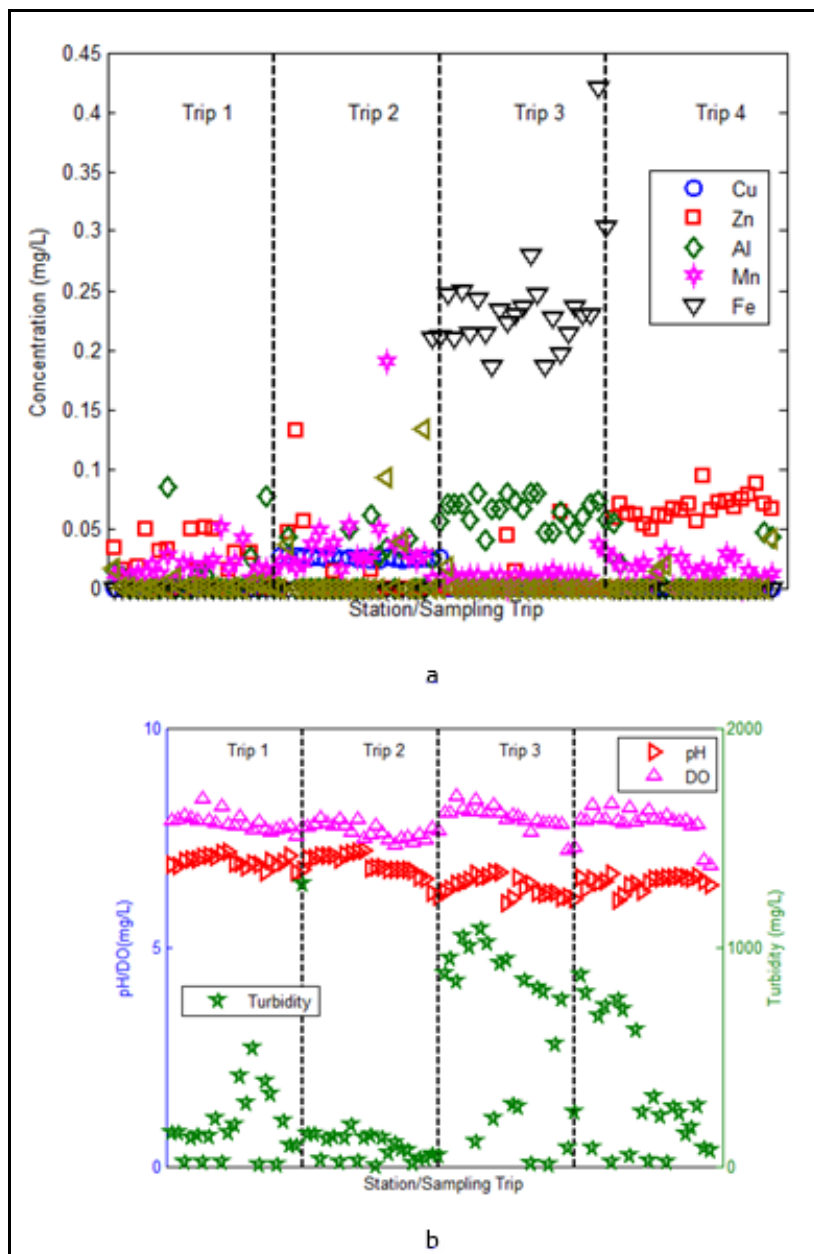 0.45
Trip 1 Trip 2 Trip 3 Trip 4
0.4
0.35
Cu
Zn
Al
Mn
Fe
0.3
0.25
0.2
0.15
0.1
0.05
0
Concentration (mg/L)
Station/Sampling Trip
a
10 2000
Trip 1 Trip 2 Trip 3
pH
DO
5 1000
Turbidity
0 0
pH/DO(mg/L)
Turbidity (mg/L)
Station/Sampling Trip
b